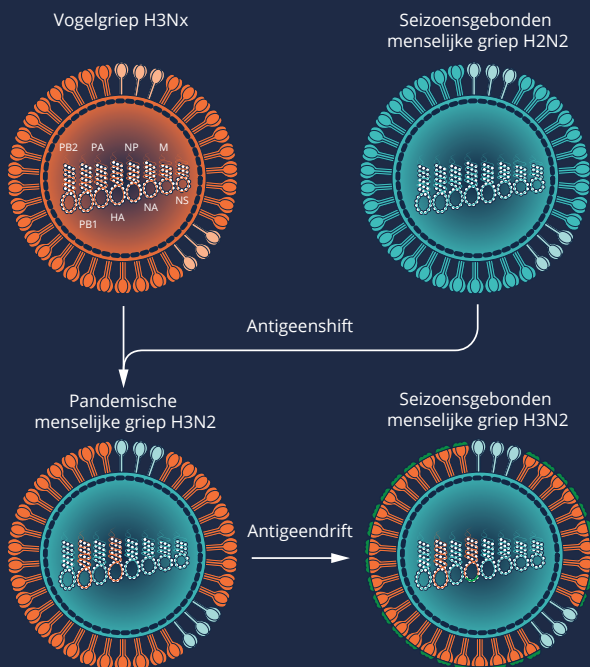 Vogelgriep H3Nx
Seizoensgebonden
menselijke griep H2N2
PB2 PA NP M
PB1 HA NA NS
Antigeenshift
Pandemische
menselijke griep H3N2
Seizoensgebonden
menselijke griep H3N2
Antigeendrift